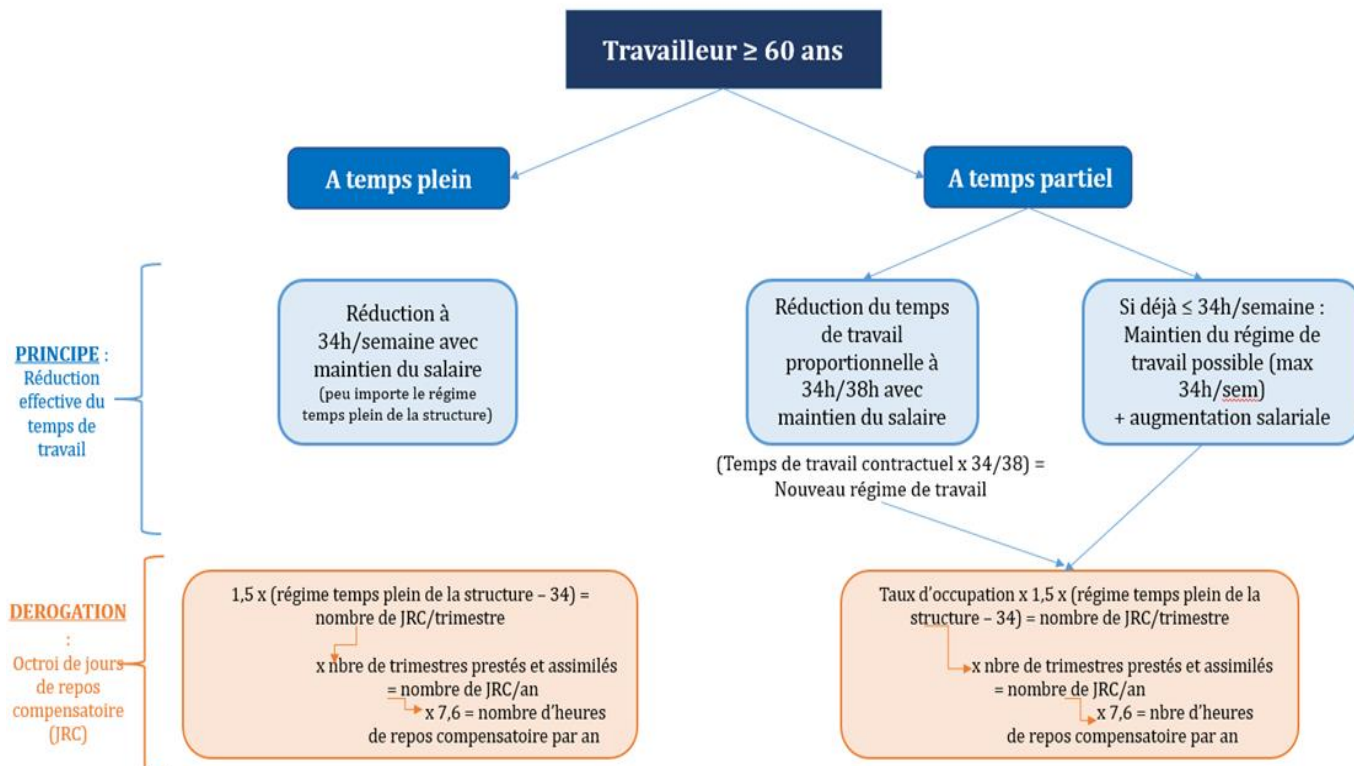 Travailleur ≥ 60 ans
A temps plein
A temps partiel
PRINCIPE :
Réduction
effective du
temps de
travail
Réduction à
34h/semaine avec
maintien du salaire
(peu importe le régime
temps plein de la structure)
Réduction du temps
de travail
proportionnelle à
34h/38h avec
maintien du salaire
Si déjà ≤ 34h/semaine :
Maintien du régime de
travail possible (max
34h/sem)
+ augmentation salariale
(Temps de travail contractuel x 34/38) =
Nouveau régime de travail
DEROGATION
:
Octroi de jours
de repos
compensatoire
(JRC)
1,5 x (régime temps plein de la structure – 34) =
nombre de JRC/trimestre
x nbre de trimestres prestés et assimilés
= nombre de JRC/an
x 7,6 = nombre d'heures
de repos compensatoire par an
Taux d'occupation x 1,5 x (régime temps plein de la
structure – 34) = nombre de JRC/trimestre
x nbre de trimestres prestés et assimilés
= nombre de JRC/an
x 7,6 = nbre d'heures
de repos compensatoire par an